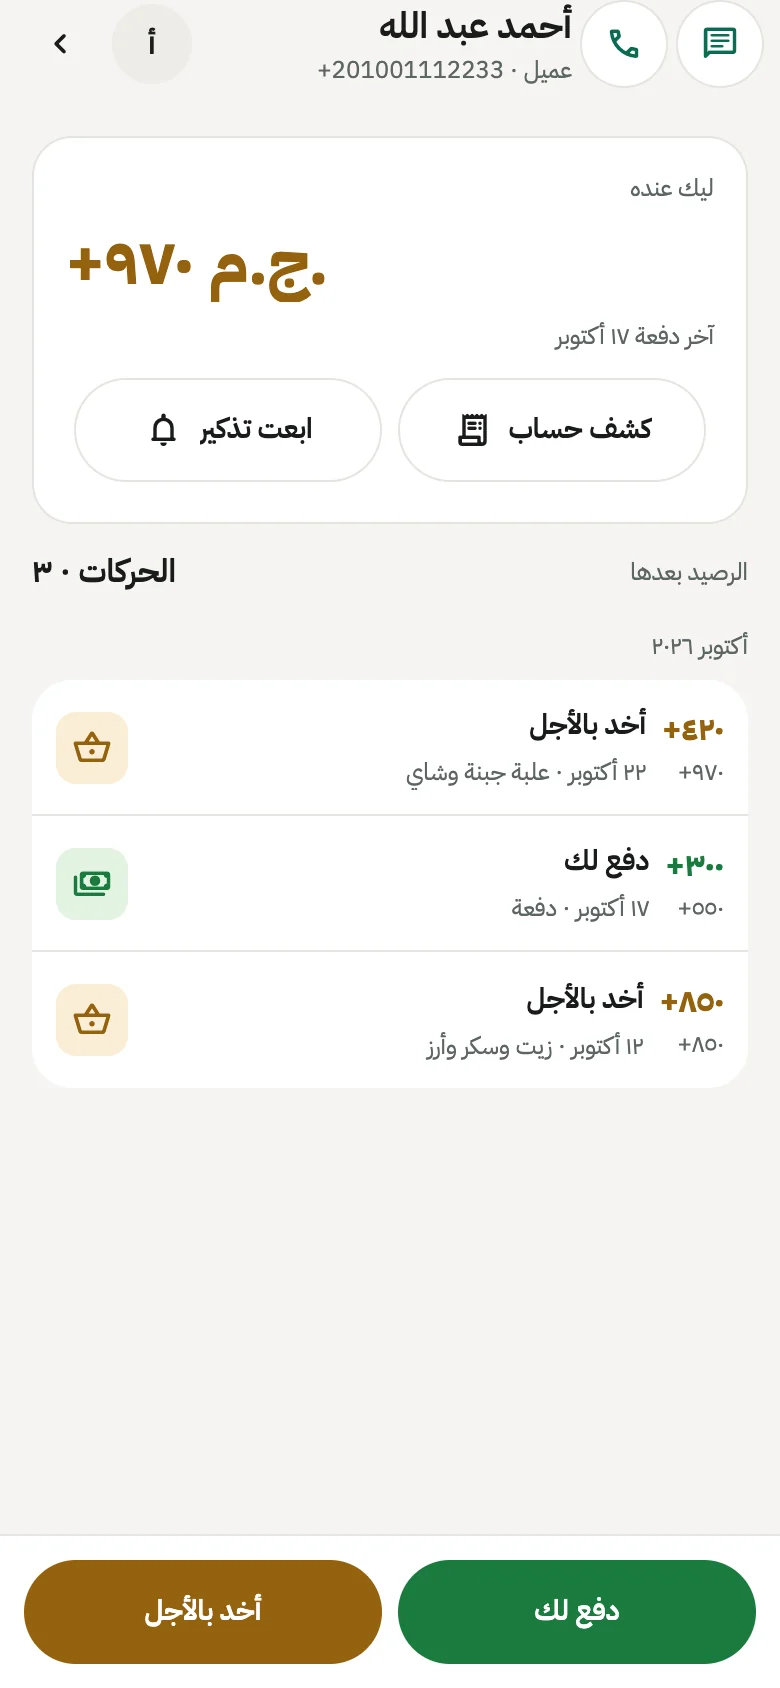 أحمد عبد الله
أ
عميل · 201001112233+
ليك عنده
+٩٧٠ ج.م.
آخر دفعة ١٧ أكتوبر
كشف حساب
ابعت تذكير
الحركات · ٣
الرصيد بعدها
أكتوبر ٢٠٢٦
+٤٢٠ أخد بالأجل
+٩٧٠ ٢٢ أكتوبر · علبة جبنة وشاي
+٣٠٠ دفع لك
+٥٥٠ ١٧ أكتوبر · دفعة
+٨٥٠ أخد بالأجل
+٨٥٠ ١٢ أكتوبر · زيت وسكر وأرز
دفع لك
أخد بالأجل